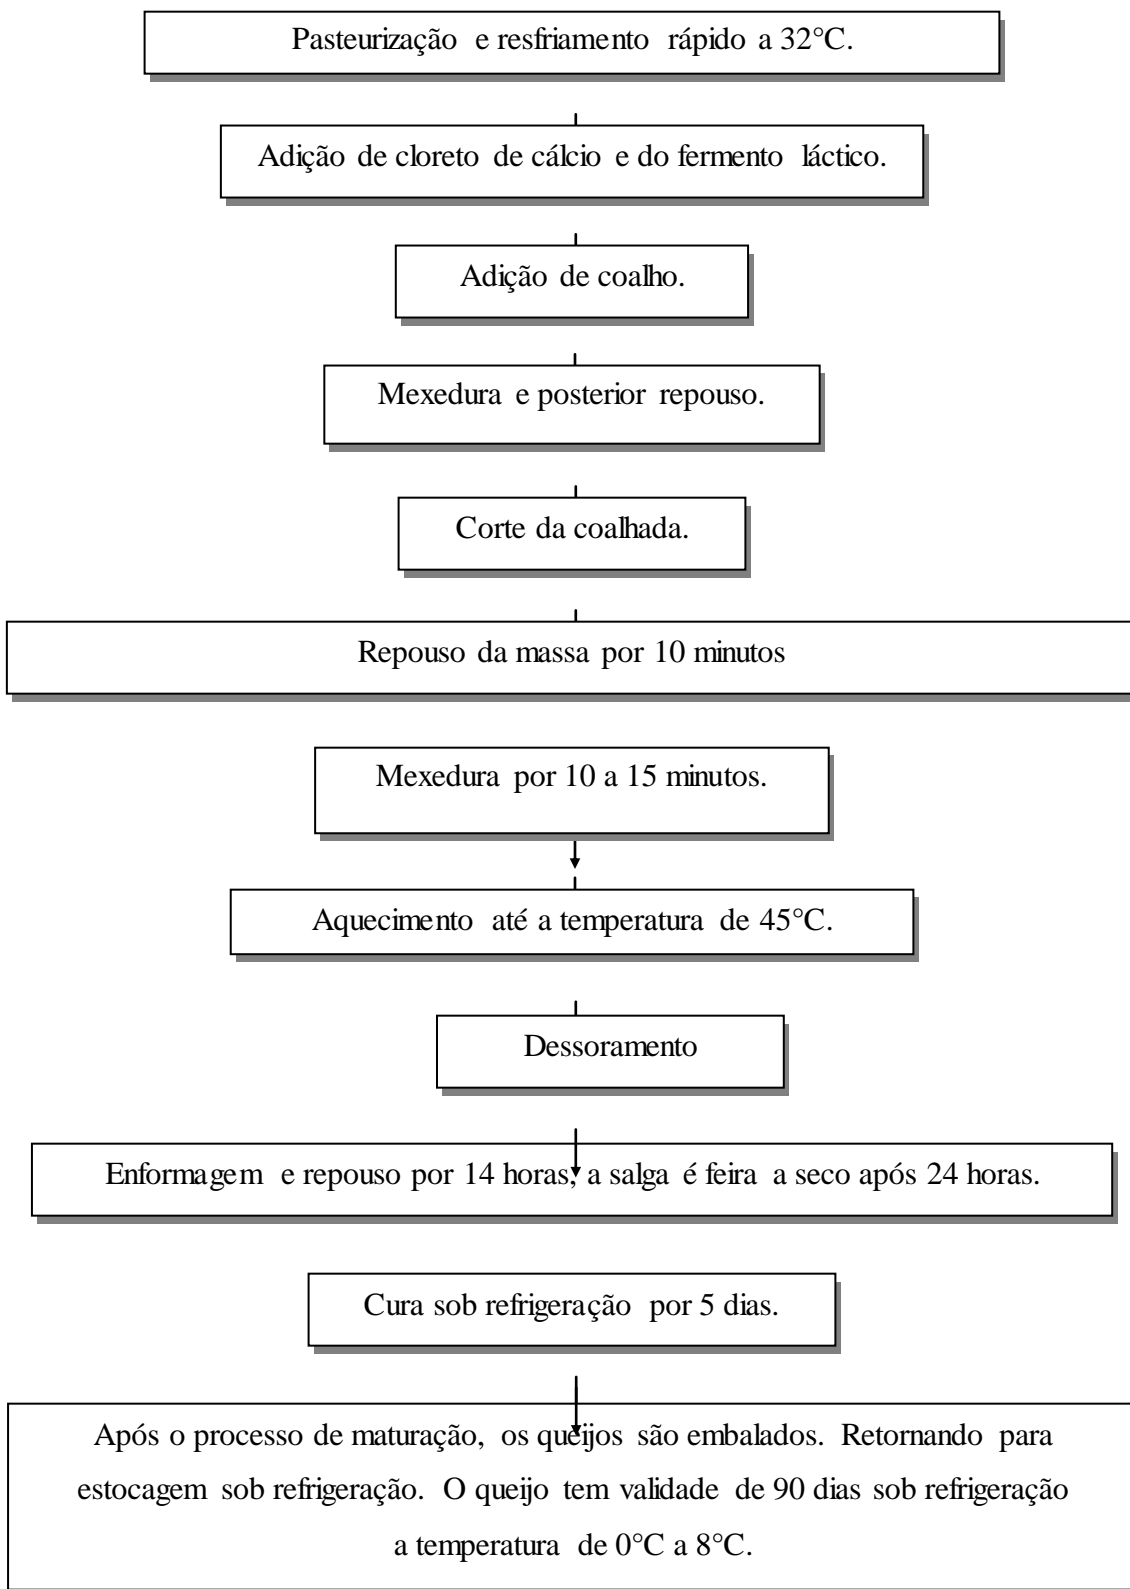 Pasteurização e resfriamento rápido a 32°C.
Adição de cloreto de cálcio e do fermento láctico.
Adição de coalho.
Mexedura e posterior repouso.
Corte da coalhada.
Repouso da massa por 10 minutos
Mexedura por 10 a 15 minutos.
Aquecimento até a temperatura de 45°C.
Dessoramento
Enformagem e repouso por 14 horas, a salga é feira a seco após 24 horas.
Cura sob refrigeração por 5 dias.
Após o processo de maturação, os queijos são embalados. Retornando para
estocagem sob refrigeração. O queijo tem validade de 90 dias sob refrigeração
a temperatura de 0°C a 8°C.